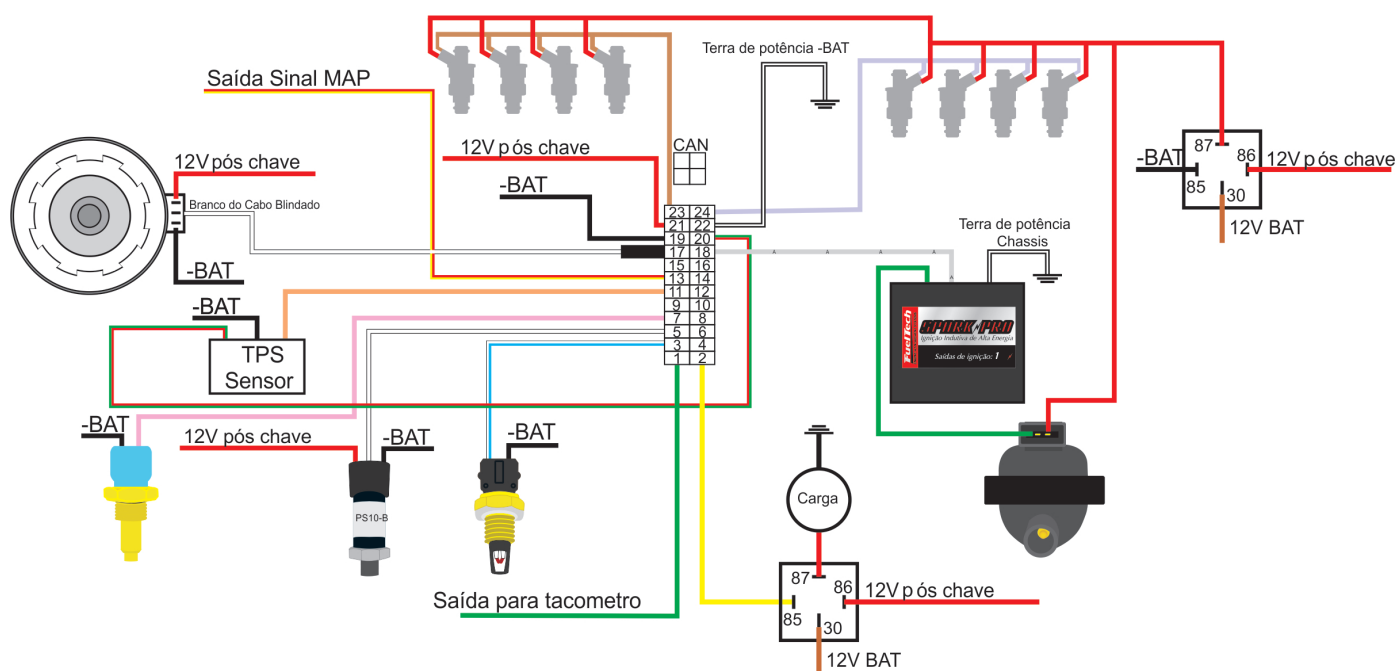 Terra de potência -BAT
Saída Sinal MAP
CAN
12V pós chave
12V pós chave
-BAT
Branco do Cabo Blindado
-BAT
-BAT
87
86
85
30
12V pós chave
12V BAT
23 24
21 22
19 20
17 18
15 16
13 14
11 12
9 10
7 8
5 6
3 4
1 2
Terra de potência
Chassis
-BAT
TPS
Sensor
FuelTech
SPARK PRO
Ignição Indutiva de Alta Energia
Saídas de ignição: 1
-BAT
12V pós chave
-BAT
-BAT
PS10-B
Carga
Saída para tacometro
87
86
85
30
12V pós chave
12V BAT